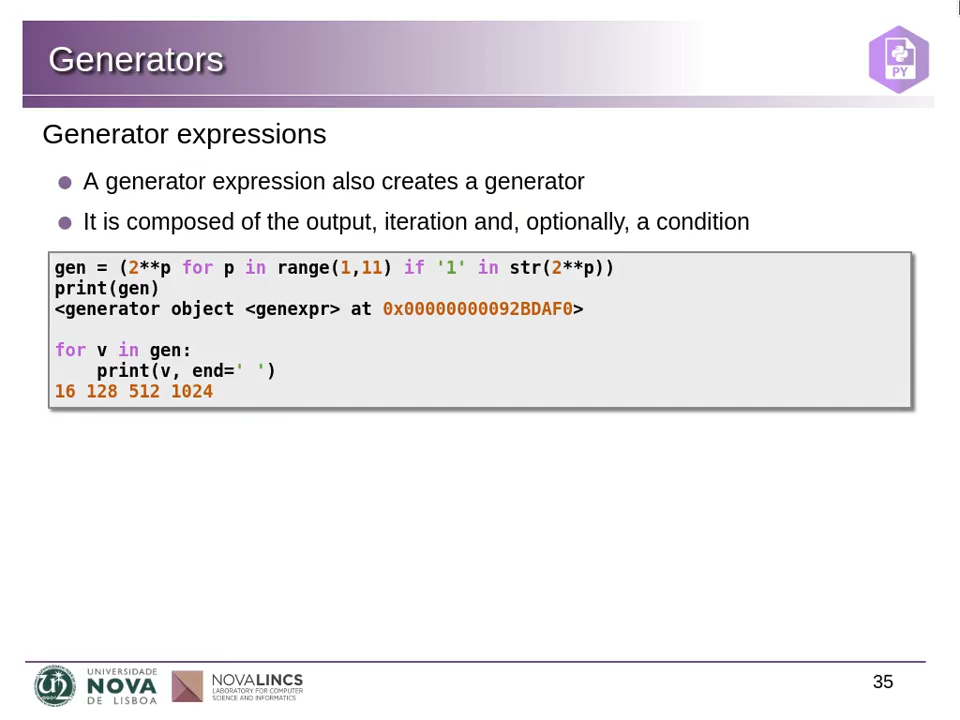 Generators
PY
Generator expressions
A generator expression also creates a generator
It is composed of the output, iteration and, optionally, a condition
gen = (2**p for p in range(1,11) if '1' in str(2**p))
print(gen)
<generator object <genexpr> at 0x00000000092BDAF0>
for v in gen:
    print(v, end=' ')
16 128 512 1024
UNIVERSIDADE
NOVA
DE LISBOA
NOVALINCS
LABORATORY FOR COMPUTER
SCIENCE AND INFORMATICS
35